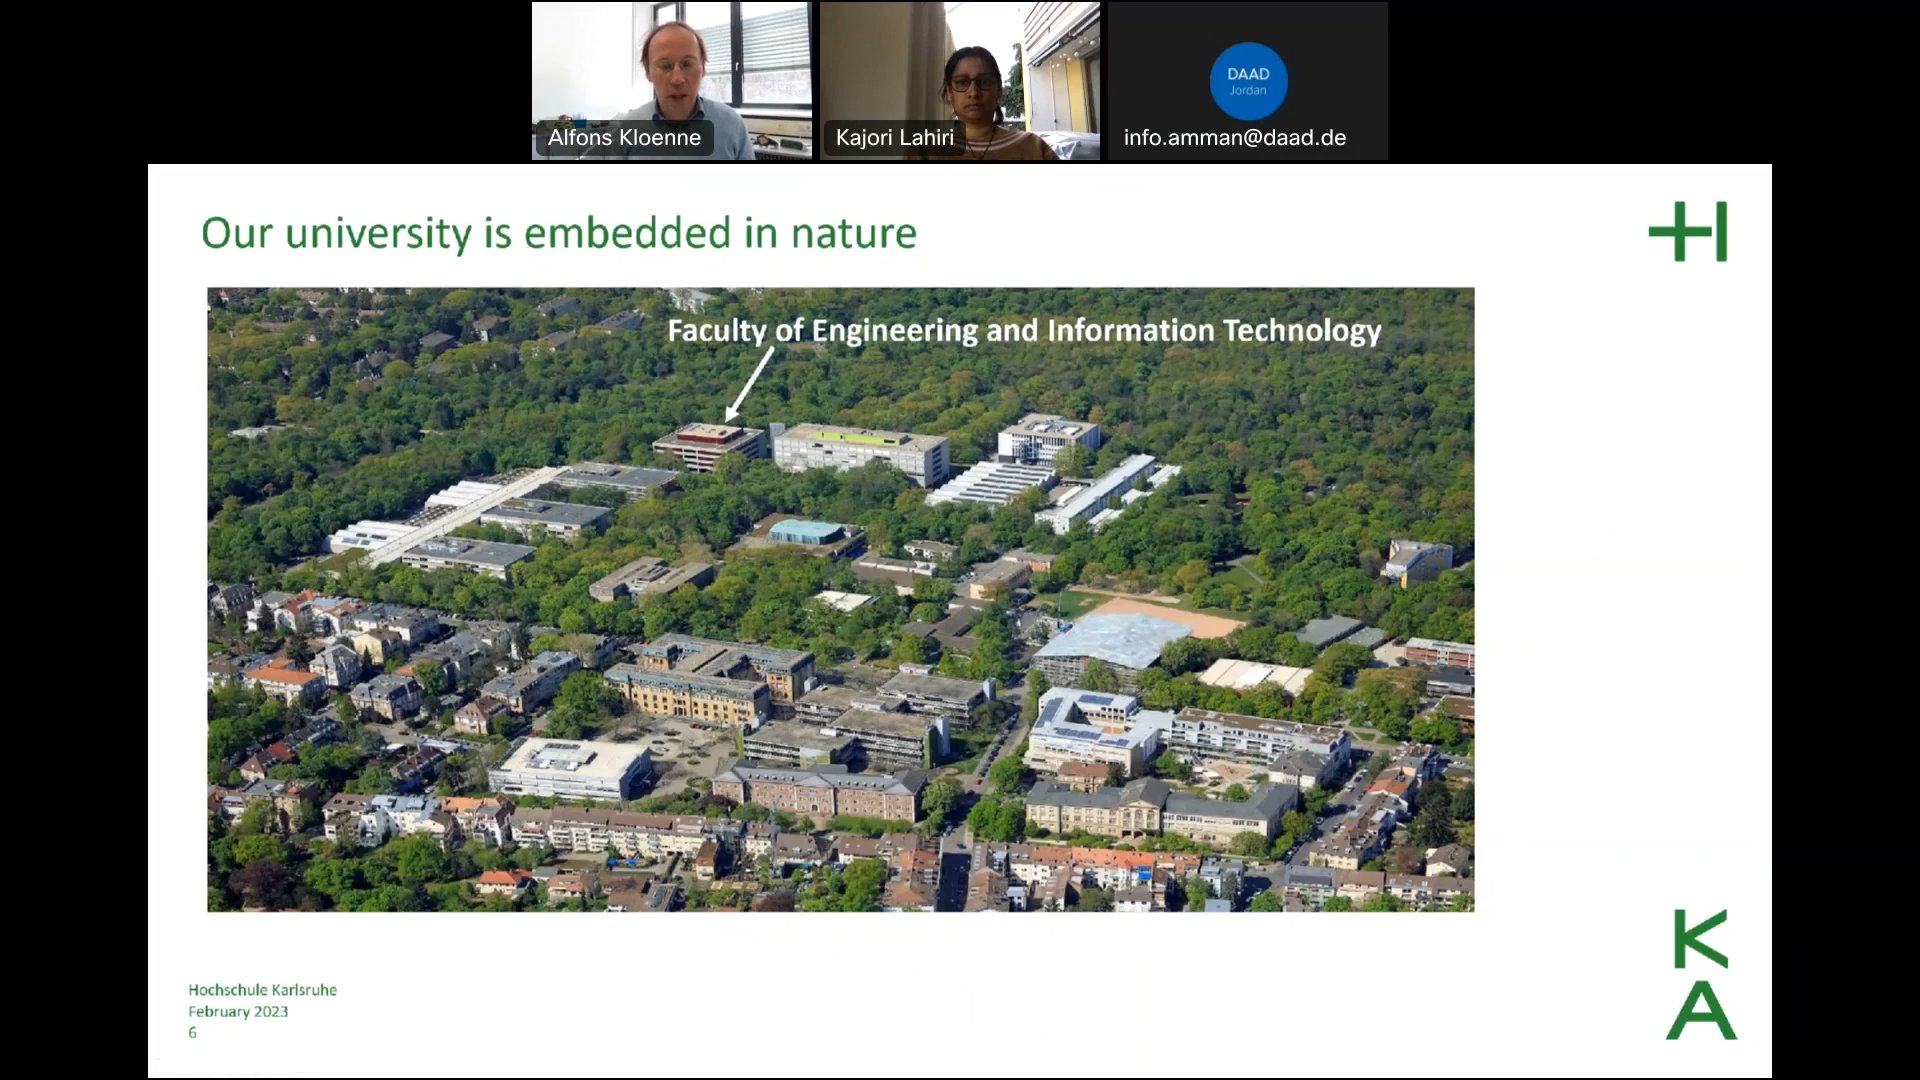 DAAD
Jordan
Alfons Kloenne
Kajori Lahiri
info.amman@daad.de
Our university is embedded in nature
H
Faculty of Engineering and Information Technology
K
A
Hochschule Karlsruhe
February 2023
6